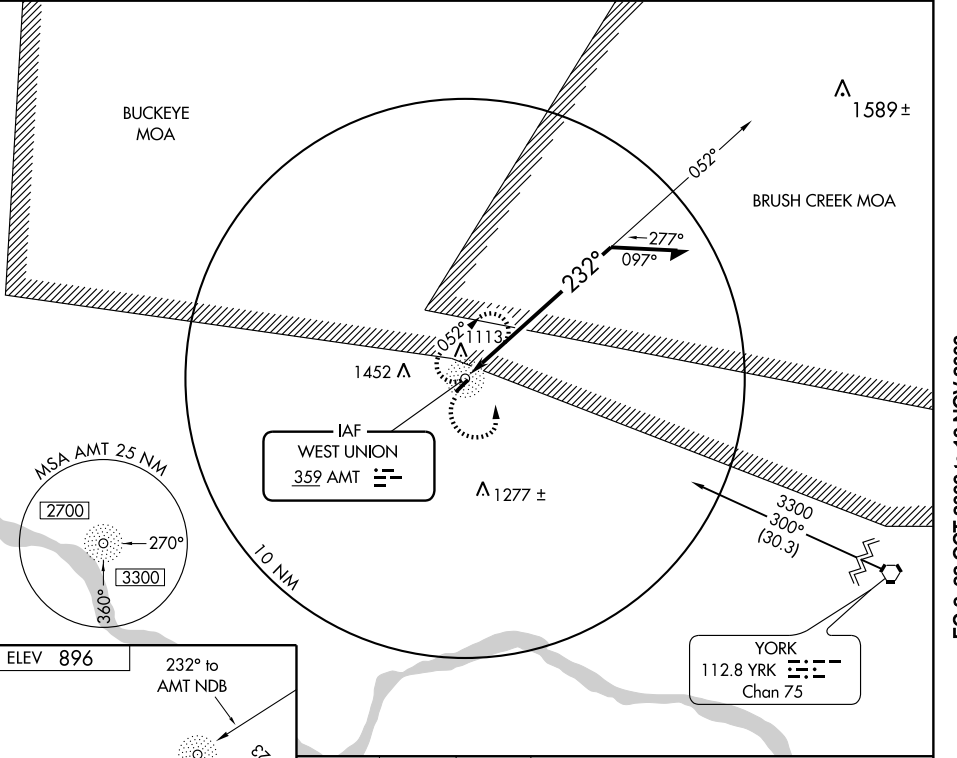 BUCKEYE
MOA
1589 ±
052°
BRUSH CREEK MOA
277°
097°
232°
052°
1113
1452
IAF
WEST UNION
359 AMT
1277 ±
MSA AMT 25 NM
2700
270°
3300
360°
10 NM
3300
300°
(30.3)
YORK
112.8 YRK
Chan 75
ELEV 896
232° to
AMT NDB
23